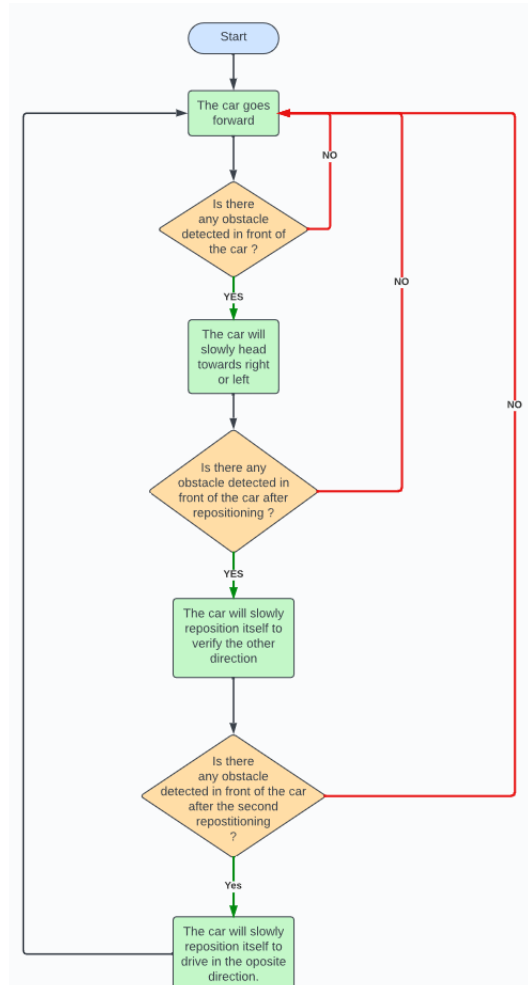 Start
The car goes
forward
Is there
any obstacle
detected in front of
the car ?
NO
YES
The car will
slowly head
towards right
or left
NO
Is there any
obstacle detected in
front of the car after
repositioning ?
NO
YES
The car will slowly
reposition itself to
verify the other
direction
Is there
any obstacle
detected in front of the car
after the second
repostitioning
?
Yes
The car will slowly
reposition itself to
drive in the oposite
direction.